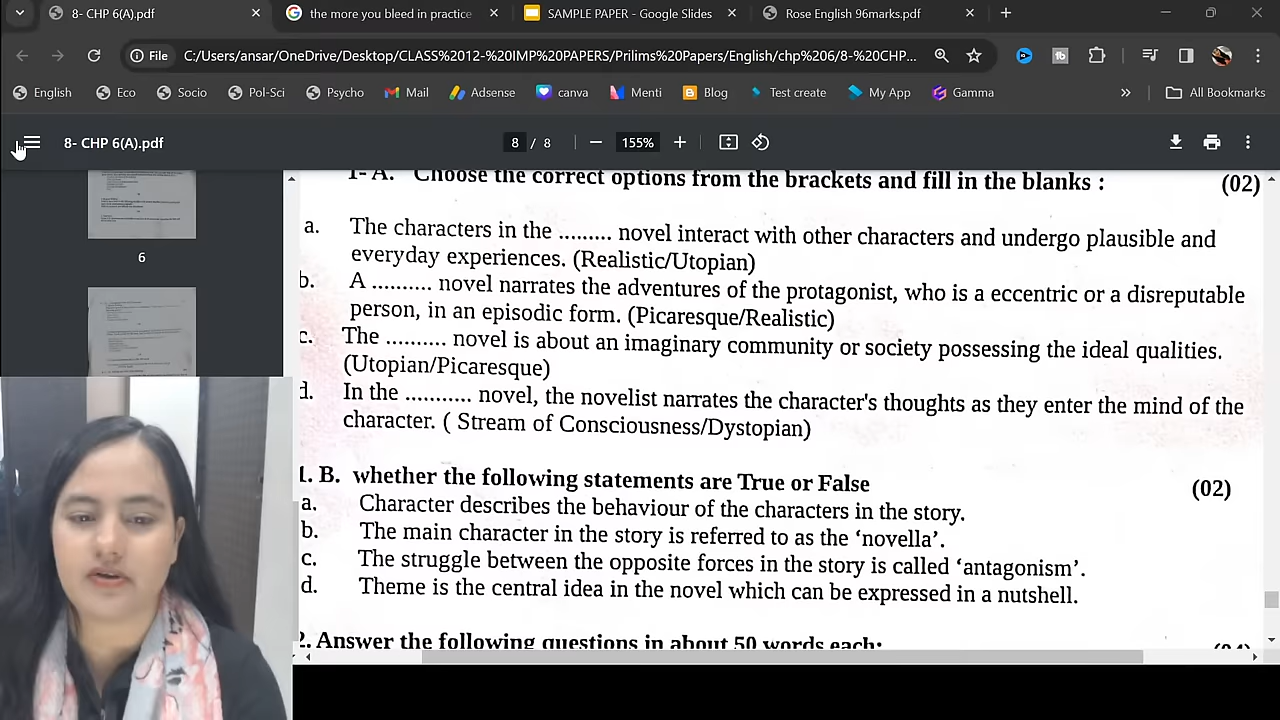 8- CHP 6(A).pdf
the more you bleed in practice
SAMPLE PAPER - Google Slides
Rose English 96marks.pdf
File
C:/Users/ansar/OneDrive/Desktop/CLASS%2012-%20IMP%20PAPERS/Prilims%20Papers/English/chp%206/8-%20CHP...
English
Eco
Socio
Pol-Sci
Psycho
Mail
Adsense
canva
Menti
Blog
Test create
My App
Gamma
All Bookmarks
8- CHP 6(A).pdf
8 / 8
155%
6
1- A. Choose the correct options from the brackets and fill in the blanks : (02)
a. The characters in the ......... novel interact with other characters and undergo plausible and
everyday experiences. (Realistic/Utopian)
b. A .......... novel narrates the adventures of the protagonist, who is a eccentric or a disreputable
person, in an episodic form. (Picaresque/Realistic)
c. The .......... novel is about an imaginary community or society possessing the ideal qualities.
(Utopian/Picaresque)
d. In the ........... novel, the novelist narrates the character's thoughts as they enter the mind of the
character. ( Stream of Consciousness/Dystopian)
1. B. whether the following statements are True or False (02)
a. Character describes the behaviour of the characters in the story.
b. The main character in the story is referred to as the ‘novella’.
c. The struggle between the opposite forces in the story is called ‘antagonism’.
d. Theme is the central idea in the novel which can be expressed in a nutshell.
2. Answer the following questions in about 50 words each: